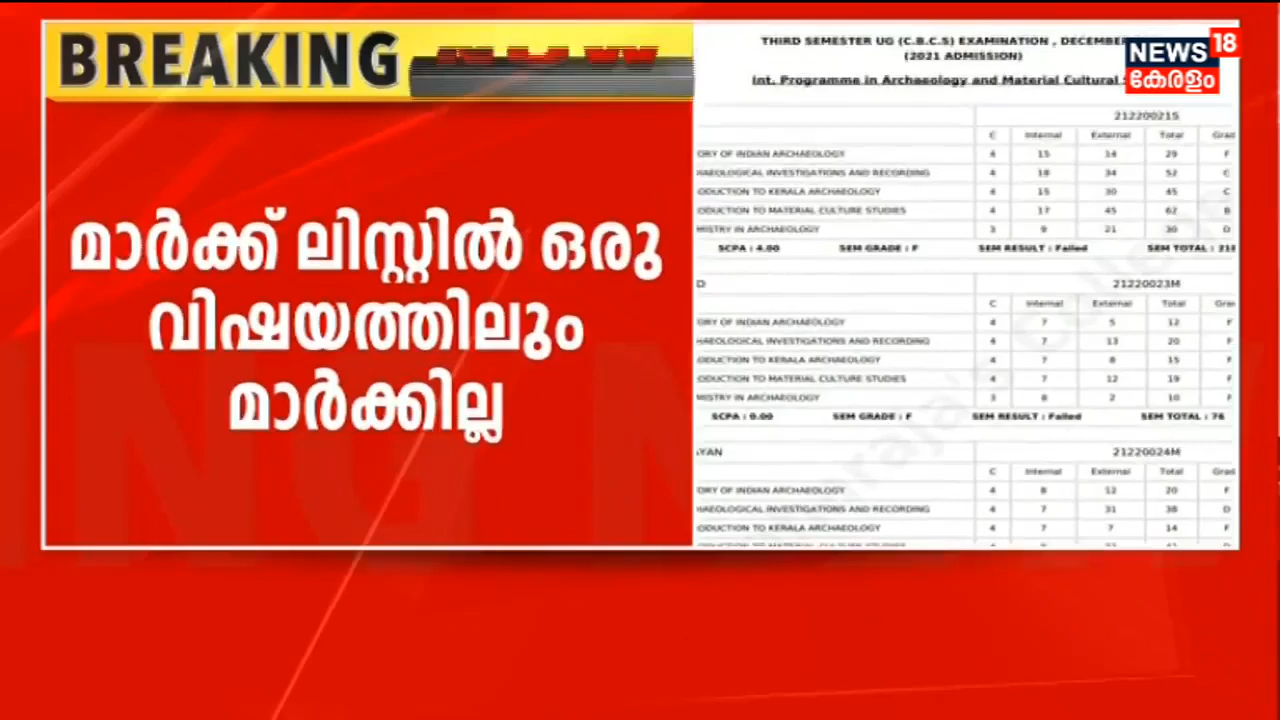 BREAKING
മാർക്ക് ലിസ്റ്റിൽ ഒരു
വിഷയത്തിലും
മാർക്കില്ല
NEWS 18
കേരളം
THIRD SEMESTER UG (C.B.C.S) EXAMINATION , DECEMBER
(2021 ADMISSION)
Int. Programme in Archaeology and Material Cultural
21220021S
C Internal External Total Grad
ORY OF INDIAN ARCHAEOLOGY 4 15 14 29 F
HAEOLOGICAL INVESTIGATIONS AND RECORDING 4 18 34 52 C
ODUCTION TO KERALA ARCHAEOLOGY 4 15 30 45 C
ODUCTION TO MATERIAL CULTURE STUDIES 4 17 45 62 B
MISTRY IN ARCHAEOLOGY 3 9 21 30 D
SCPA : 4.00 SEM GRADE : F SEM RESULT : Failed SEM TOTAL : 218
D 21220023M
C Internal External Total Grad
ORY OF INDIAN ARCHAEOLOGY 4 7 5 12 F
HAEOLOGICAL INVESTIGATIONS AND RECORDING 4 7 13 20 F
ODUCTION TO KERALA ARCHAEOLOGY 4 7 8 15 F
ODUCTION TO MATERIAL CULTURE STUDIES 4 7 12 19 F
MISTRY IN ARCHAEOLOGY 3 8 2 10 F
SCPA : 0.00 SEM GRADE : F SEM RESULT : Failed SEM TOTAL : 76
YAN 21220024M
C Internal External Total Grad
ORY OF INDIAN ARCHAEOLOGY 4 8 12 20 F
HAEOLOGICAL INVESTIGATIONS AND RECORDING 4 7 31 38 D
ODUCTION TO KERALA ARCHAEOLOGY 4 7 7 14 F